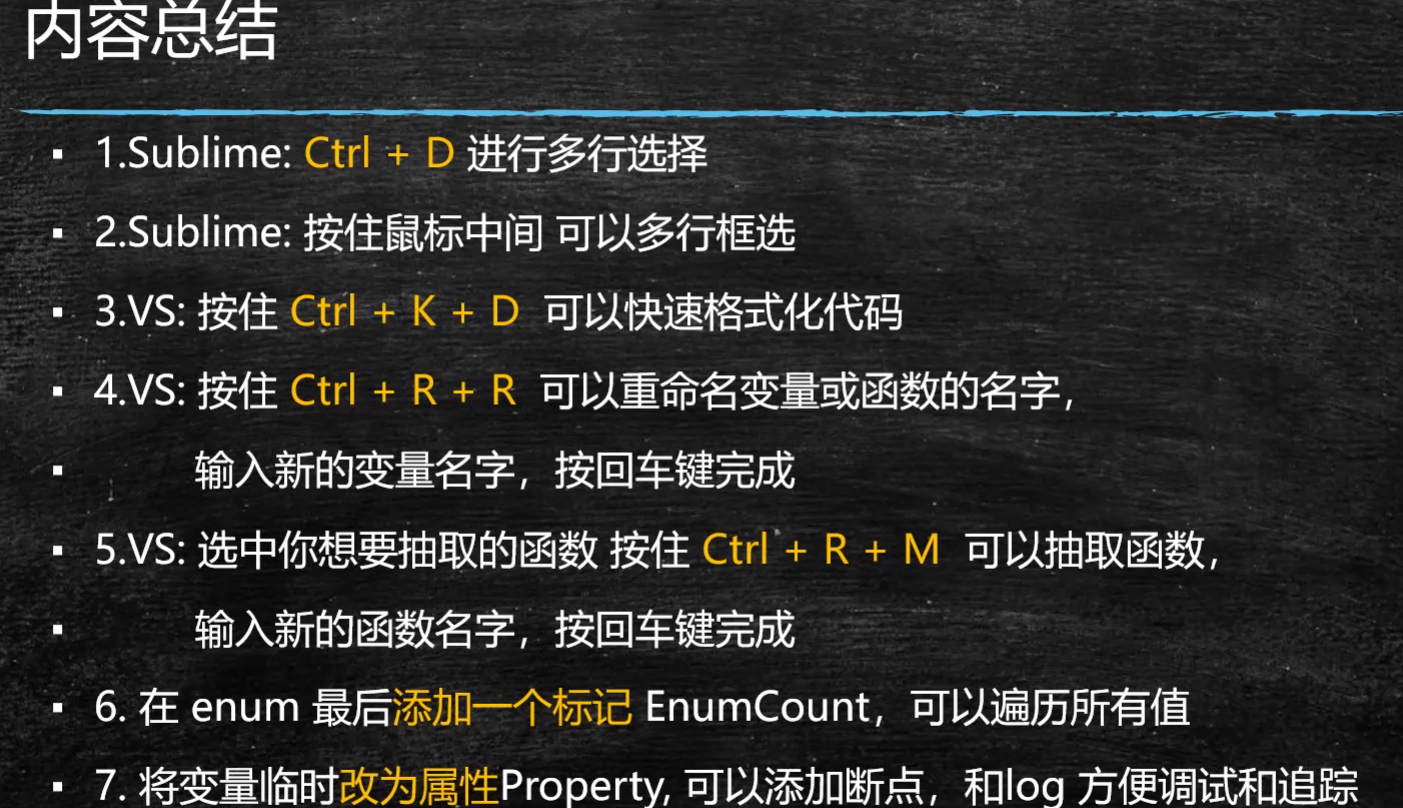 内容总结
▪ 1.Sublime: Ctrl + D 进行多行选择
▪ 2.Sublime: 按住鼠标中间 可以多行框选
▪ 3.VS: 按住 Ctrl + K + D 可以快速格式化代码
▪ 4.VS: 按住 Ctrl + R + R 可以重命名变量或函数的名字，
▪ 输入新的变量名字，按回车键完成
▪ 5.VS: 选中你想要抽取的函数 按住 Ctrl + R + M 可以抽取函数，
▪ 输入新的函数名字，按回车键完成
▪ 6. 在 enum 最后添加一个标记 EnumCount，可以遍历所有值
▪ 7. 将变量临时改为属性Property, 可以添加断点，和log 方便调试和追踪